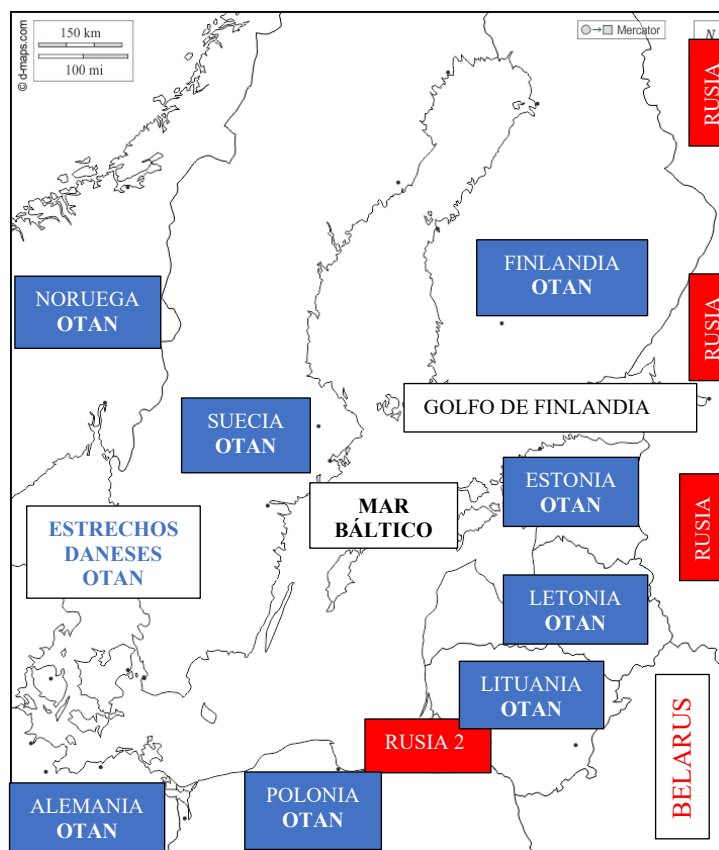 150 km
100 mi
© d-maps.com
Mercator
N
RUSIA
FINLANDIA
OTAN
NORUEGA
OTAN
RUSIA
GOLFO DE FINLANDIA
SUECIA
OTAN
ESTONIA
OTAN
MAR
BÁLTICO
RUSIA
ESTRECHOS
DANESES
OTAN
LETONIA
OTAN
LITUANIA
OTAN
BELARUS
RUSIA 2
POLONIA
OTAN
ALEMANIA
OTAN